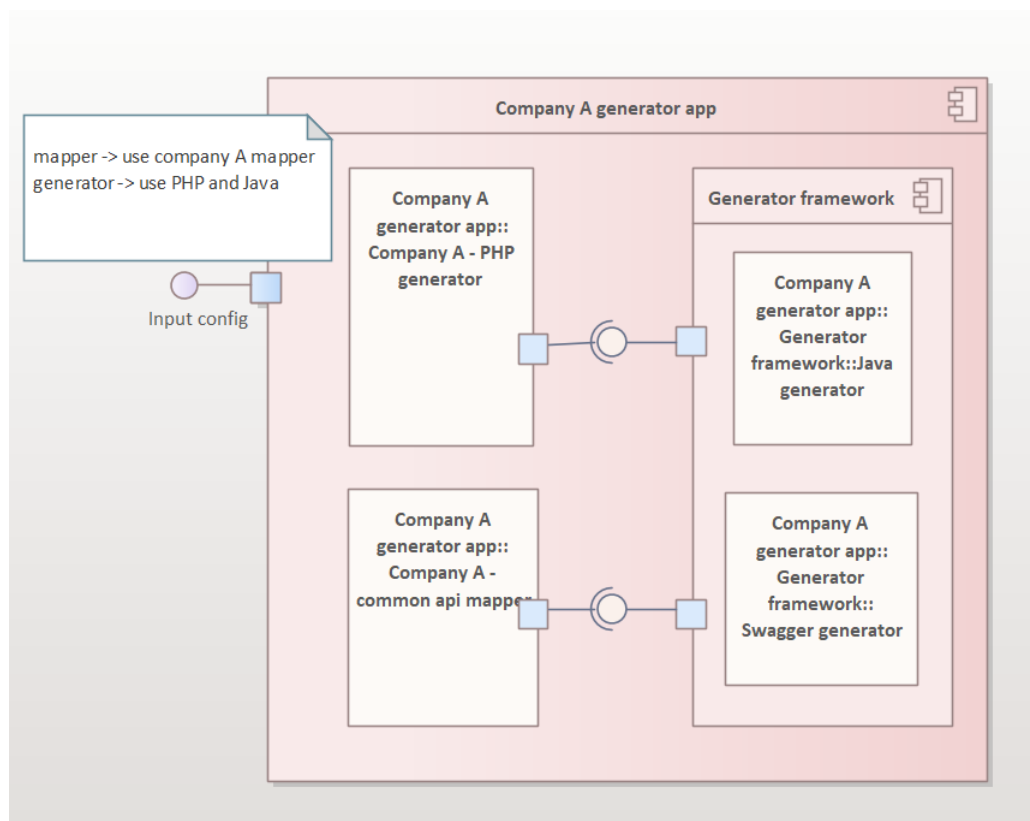 Company A generator app
mapper -> use company A mapper
generator -> use PHP and Java
Input config
Company A
generator app::
Company A - PHP
generator
Generator framework
Company A
generator app::
Generator
framework::Java
generator
Company A
generator app::
Company A -
common api mapper
Company A
generator app::
Generator
framework::
Swagger generator